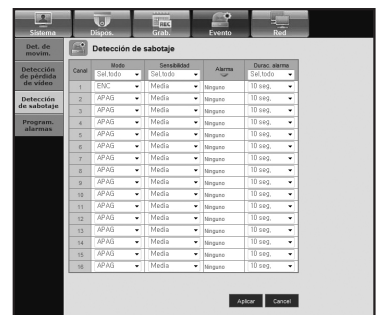 Sistema Dispos. Grab. Evento Red
REC
Det. de movim.
Detección de pérdida de vídeo
Detección de sabotaje
Program. alarmas
Detección de sabotaje
Canal Modo Sensibilidad Alarma Durac. alarma
Sel.todo Sel.todo Sel.todo
1 ENC Media Ninguno 10 seg.
2 APAG Media Ninguno 10 seg.
3 APAG Media Ninguno 10 seg.
4 APAG Media Ninguno 10 seg.
5 APAG Media Ninguno 10 seg.
6 APAG Media Ninguno 10 seg.
7 APAG Media Ninguno 10 seg.
8 APAG Media Ninguno 10 seg.
9 APAG Media Ninguno 10 seg.
10 APAG Media Ninguno 10 seg.
11 APAG Media Ninguno 10 seg.
12 APAG Media Ninguno 10 seg.
13 APAG Media Ninguno 10 seg.
14 APAG Media Ninguno 10 seg.
15 APAG Media Ninguno 10 seg.
16 APAG Media Ninguno 10 seg.
Aplicar Cancel